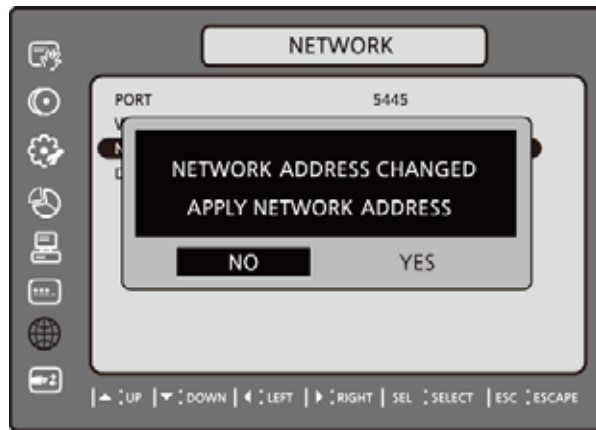 NETWORK
PORT 5445
NETWORK ADDRESS CHANGED
APPLY NETWORK ADDRESS
NO YES
▲ : UP ▼ : DOWN ◀ : LEFT ▶ : RIGHT SEL : SELECT ESC : ESCAPE